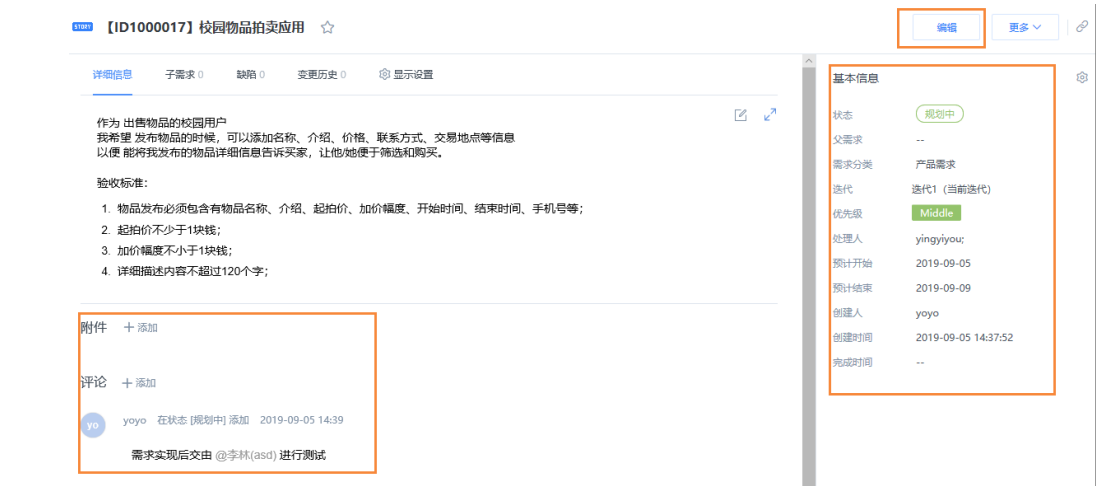 STORY 【ID1000017】校园物品拍卖应用 编辑 更多
详细信息 子需求 0 缺陷 0 变更历史 0 显示设置
作为 出售物品的校园用户
我希望 发布物品的时候，可以添加名称、介绍、价格、联系方式、交易地点等信息
以便 能将我发布的物品详细信息告诉买家，让他/她便于筛选和购买。
验收标准：
1. 物品发布必须包含有物品名称、介绍、起拍价、加价幅度、开始时间、结束时间、手机号等；
2. 起拍价不少于1块钱；
3. 加价幅度不小于1块钱；
4. 详细描述内容不超过120个字；
附件 + 添加
评论 + 添加
yo yoyo 在状态 [规划中] 添加 2019-09-05 14:39
需求实现后交由 @李林(asd) 进行测试
基本信息
状态 规划中
父需求 --
需求分类 产品需求
迭代 迭代1（当前迭代）
优先级 Middle
处理人 yingyiyou;
预计开始 2019-09-05
预计结束 2019-09-09
创建人 yoyo
创建时间 2019-09-05 14:37:52
完成时间 --